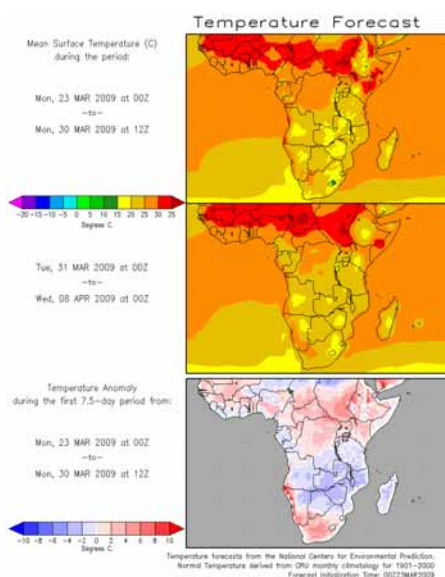 Temperature Forecast
Mean Surface Temperature (C)
during the period:
Mon, 23 MAR 2009 at 00Z
-to-
Mon, 30 MAR 2009 at 12Z
-20 -15 -10 -5 0 5 10 15 20 25 30 35
Degrees C.
Tue, 31 MAR 2009 at 00Z
-to-
Wed, 08 APR 2009 at 00Z
Temperature Anomaly
during the first 7.5-day period from:
Mon, 23 MAR 2009 at 00Z
-to-
Mon, 30 MAR 2009 at 12Z
-10 -8 -6 -4 -2 0 2 4 6 8 10
Degrees C.
Temperature forecasts from the National Centers for Environmental Prediction.
Normal Temperature derived from CRU monthly climatology for 1901-2000
Forecast Initialization Time: 00Z23MAR2009